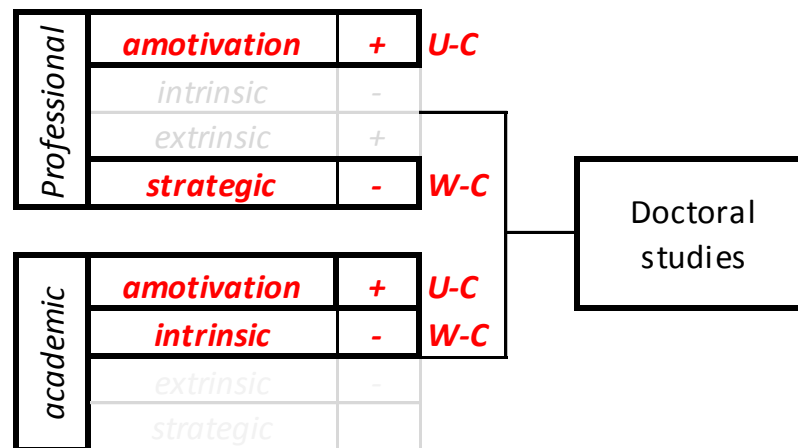 Professional
amotivation + U-C
intrinsic -
extrinsic +
strategic - W-C
Doctoral
studies
academic
amotivation + U-C
intrinsic - W-C
extrinsic -
strategic